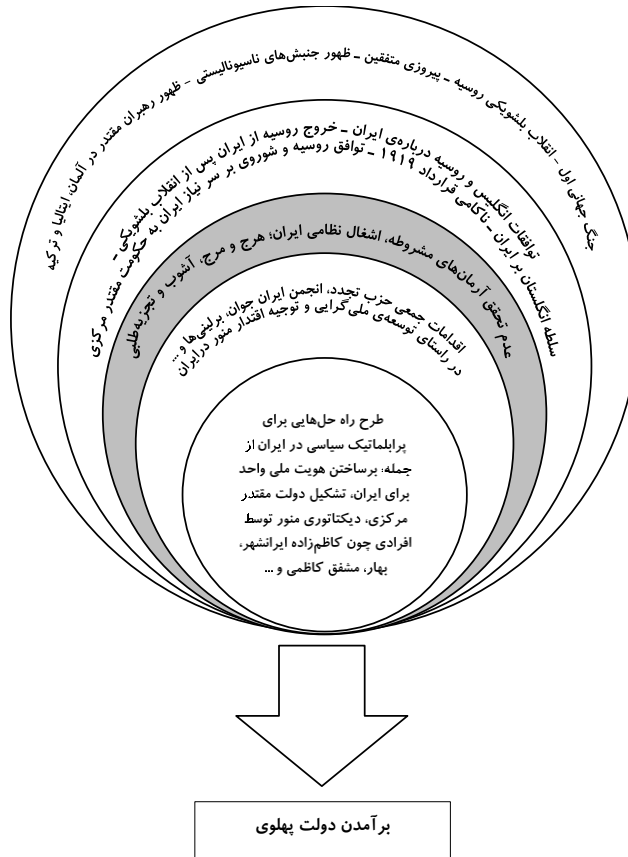 جنگ جهانی اول - انقلاب بلشویکی روسیه - پیروزی متفقین - ظهور جنبش‌های ناسیونالیستی - ظهور رهبران مقتدر در آلمان، ایتالیا و ترکیه
توافقات انگلیس و روسیه درباره‌ی ایران - خروج روسیه از ایران پس از انقلاب بلشویکی -
سلطه انگلستان بر ایران - ناکامی قرارداد ۱۹۱۹ - توافق روسیه و شوروی بر سر نیاز ایران به حکومت مقتدر مرکزی
عدم تحقق آرمان‌های مشروطه، اشغال نظامی ایران؛ هرج و مرج، آشوب و تجزیه‌طلبی
اقدامات جمعی حزب تجدد، انجمن ایران جوان، برلینی‌ها و ...
در راستای توسعه‌ی ملی‌گرایی و توجیه اقتدار منور درایران
طرح راه حل‌هایی برای
پرابلماتیک سیاسی در ایران از
جمله: برساختن هویت ملی واحد
برای ایران، تشکیل دولت مقتدر
مرکزی، دیکتاتوری منور توسط
افرادی چون کاظم‌زاده ایرانشهر،
بهار، مشفق کاظمی و ...
برآمدن دولت پهلوی